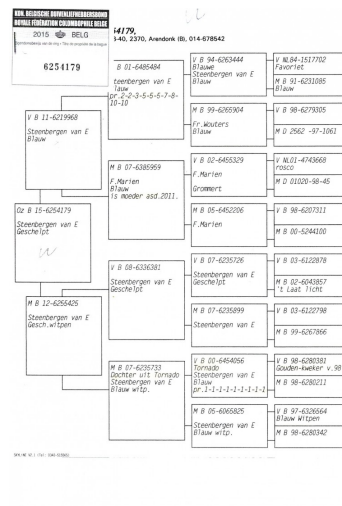 KON. BELGISCHE DUIVENLIEFHEBBERSBOND
ROYALE FÉDÉRATION COLOMBOPHILE BELGE
2015 BELG
6254179
54179,
40, 2370, Arendonk (B), 014-678542
Oz B 15-6254179
Steenbergen van E
Geschelpt
V B 11-6219968
Steenbergen van E
Blauw
M B 12-6255425
Steenbergen van E
Gesch.witpen
B 01-6485484
teenbergen van E
lauw
pr.2-2-3-5-5-5-7-8-
10-10
M B 07-6385959
F.Marien
Blauw
is moeder asd.2011.
V B 08-6336381
Steenbergen van E
Geschelpt
M B 07-6235733
Dochter uit Tornado
Steenbergen van E
Blauw witp.
V B 94-6263444
Blauwe
Steenbergen van E
Blauw
M B 99-6265904
Fr.Wouters
Blauw
V B 02-6455329
F.Marien
Grommert
M B 05-6452206
F.Marien
V B 07-6235726
Steenbergen van E
Geschelpt
M B 07-6235899
Steenbergen van E
V B 00-6454056
Tornado
Steenbergen van E
Blauw
pr.1-1-1-1-1-1-1-1-1
M B 05-6065825
Steenbergen van E
Blauw witp.
V NL84-1517702
Favoriet
M B 91-6231085
Blauw
V B 98-6279305
M D 2562 -97-1061
V NL01-4743668
rosco
M D 01020-98-45
V B 98-6207311
M B 00-5244100
V B 03-6122878
M B 02-6043857
't Laat licht
V B 03-6122798
M B 99-6267866
V B 98-6280381
Gouden-kweker v.98
M B 98-6280211
V B 97-6326564
Blauw Witpen
M B 98-6280342